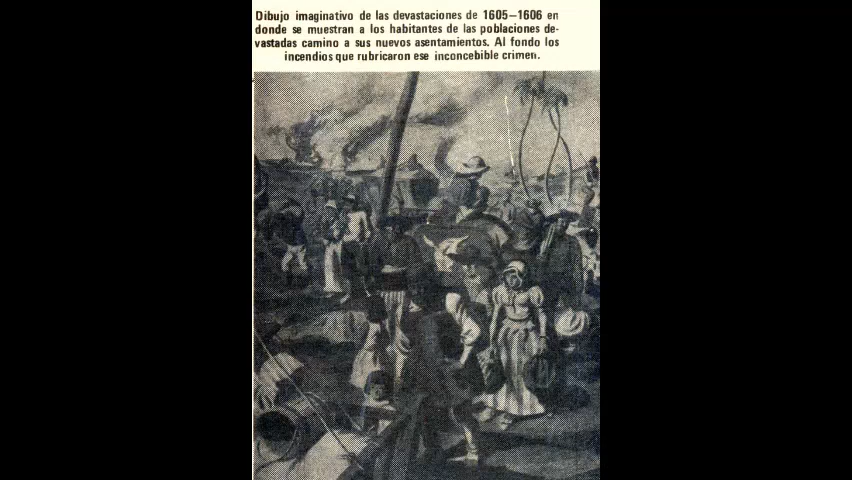 Dibujo imaginativo de las devastaciones de 1605–1606 en
donde se muestran a los habitantes de las poblaciones de-
vastadas camino a sus nuevos asentamientos. Al fondo los
incendios que rubricaron ese inconcebible crimen.